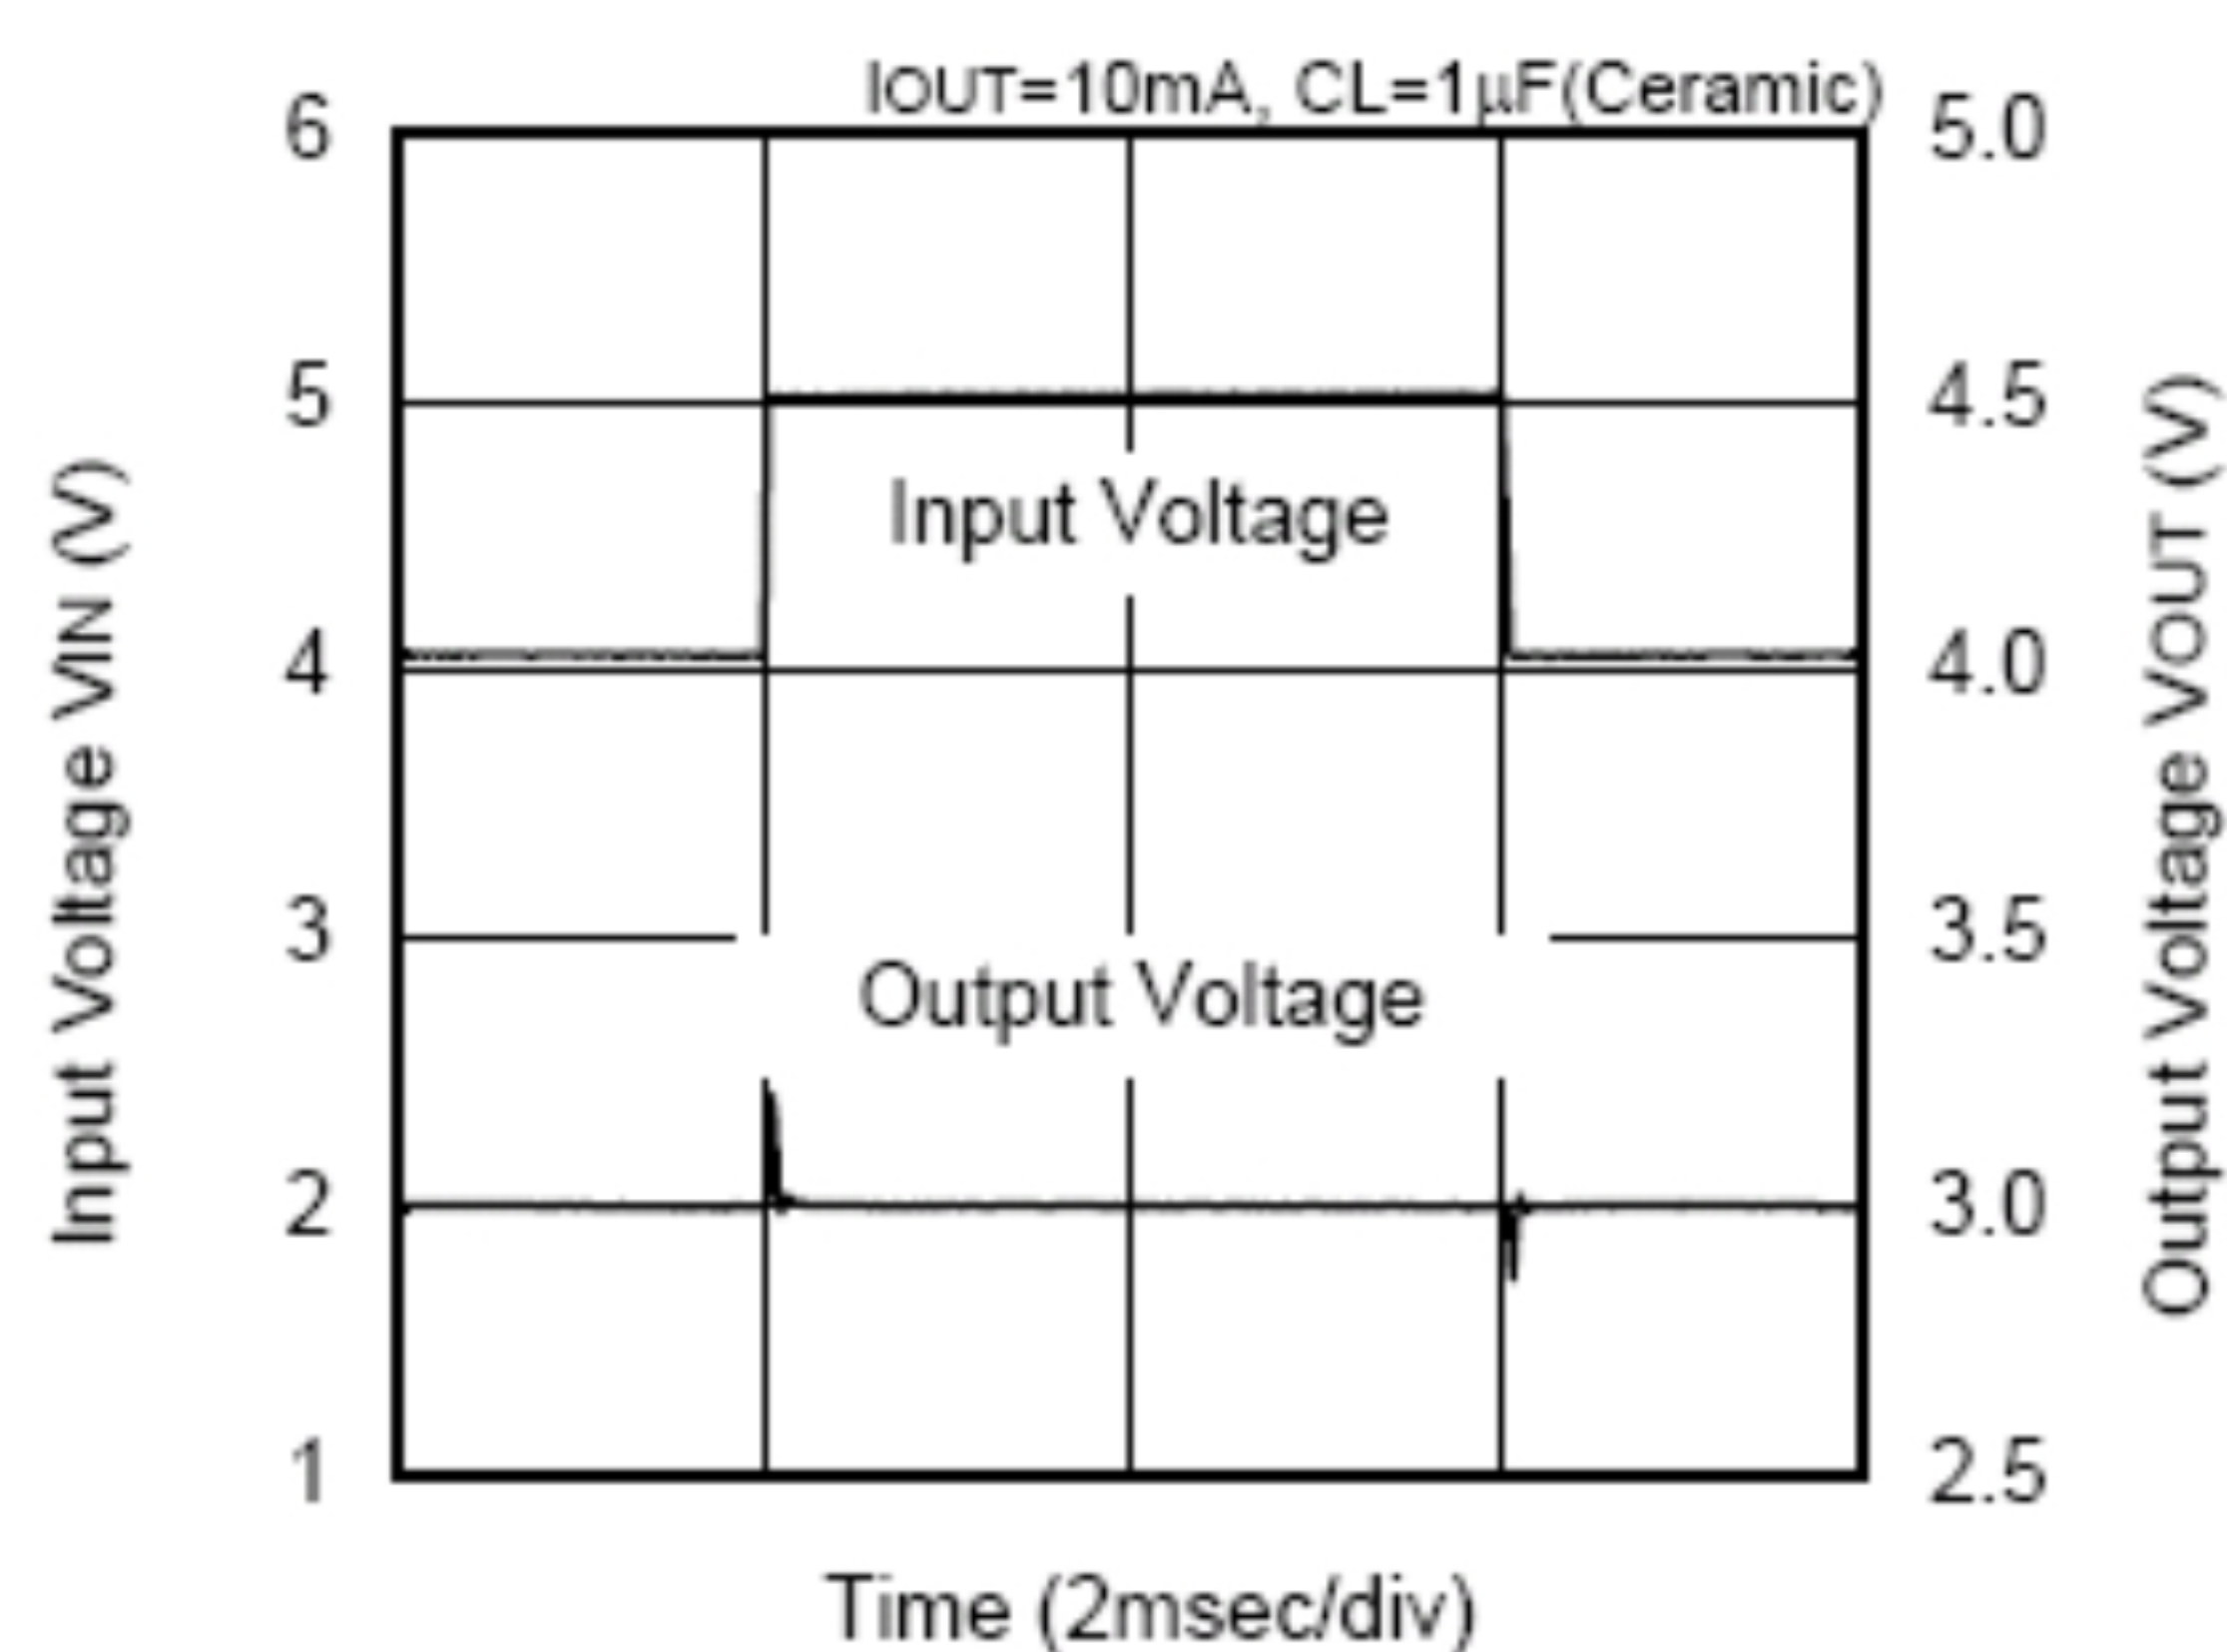 IOUT=10mA, CL=1µF(Ceramic)
6
5
4
3
2
1
Input Voltage VIN (V)
Input Voltage
Output Voltage
5.0
4.5
4.0
3.5
3.0
2.5
Output Voltage VOUT (V)
Time (2msec/div)